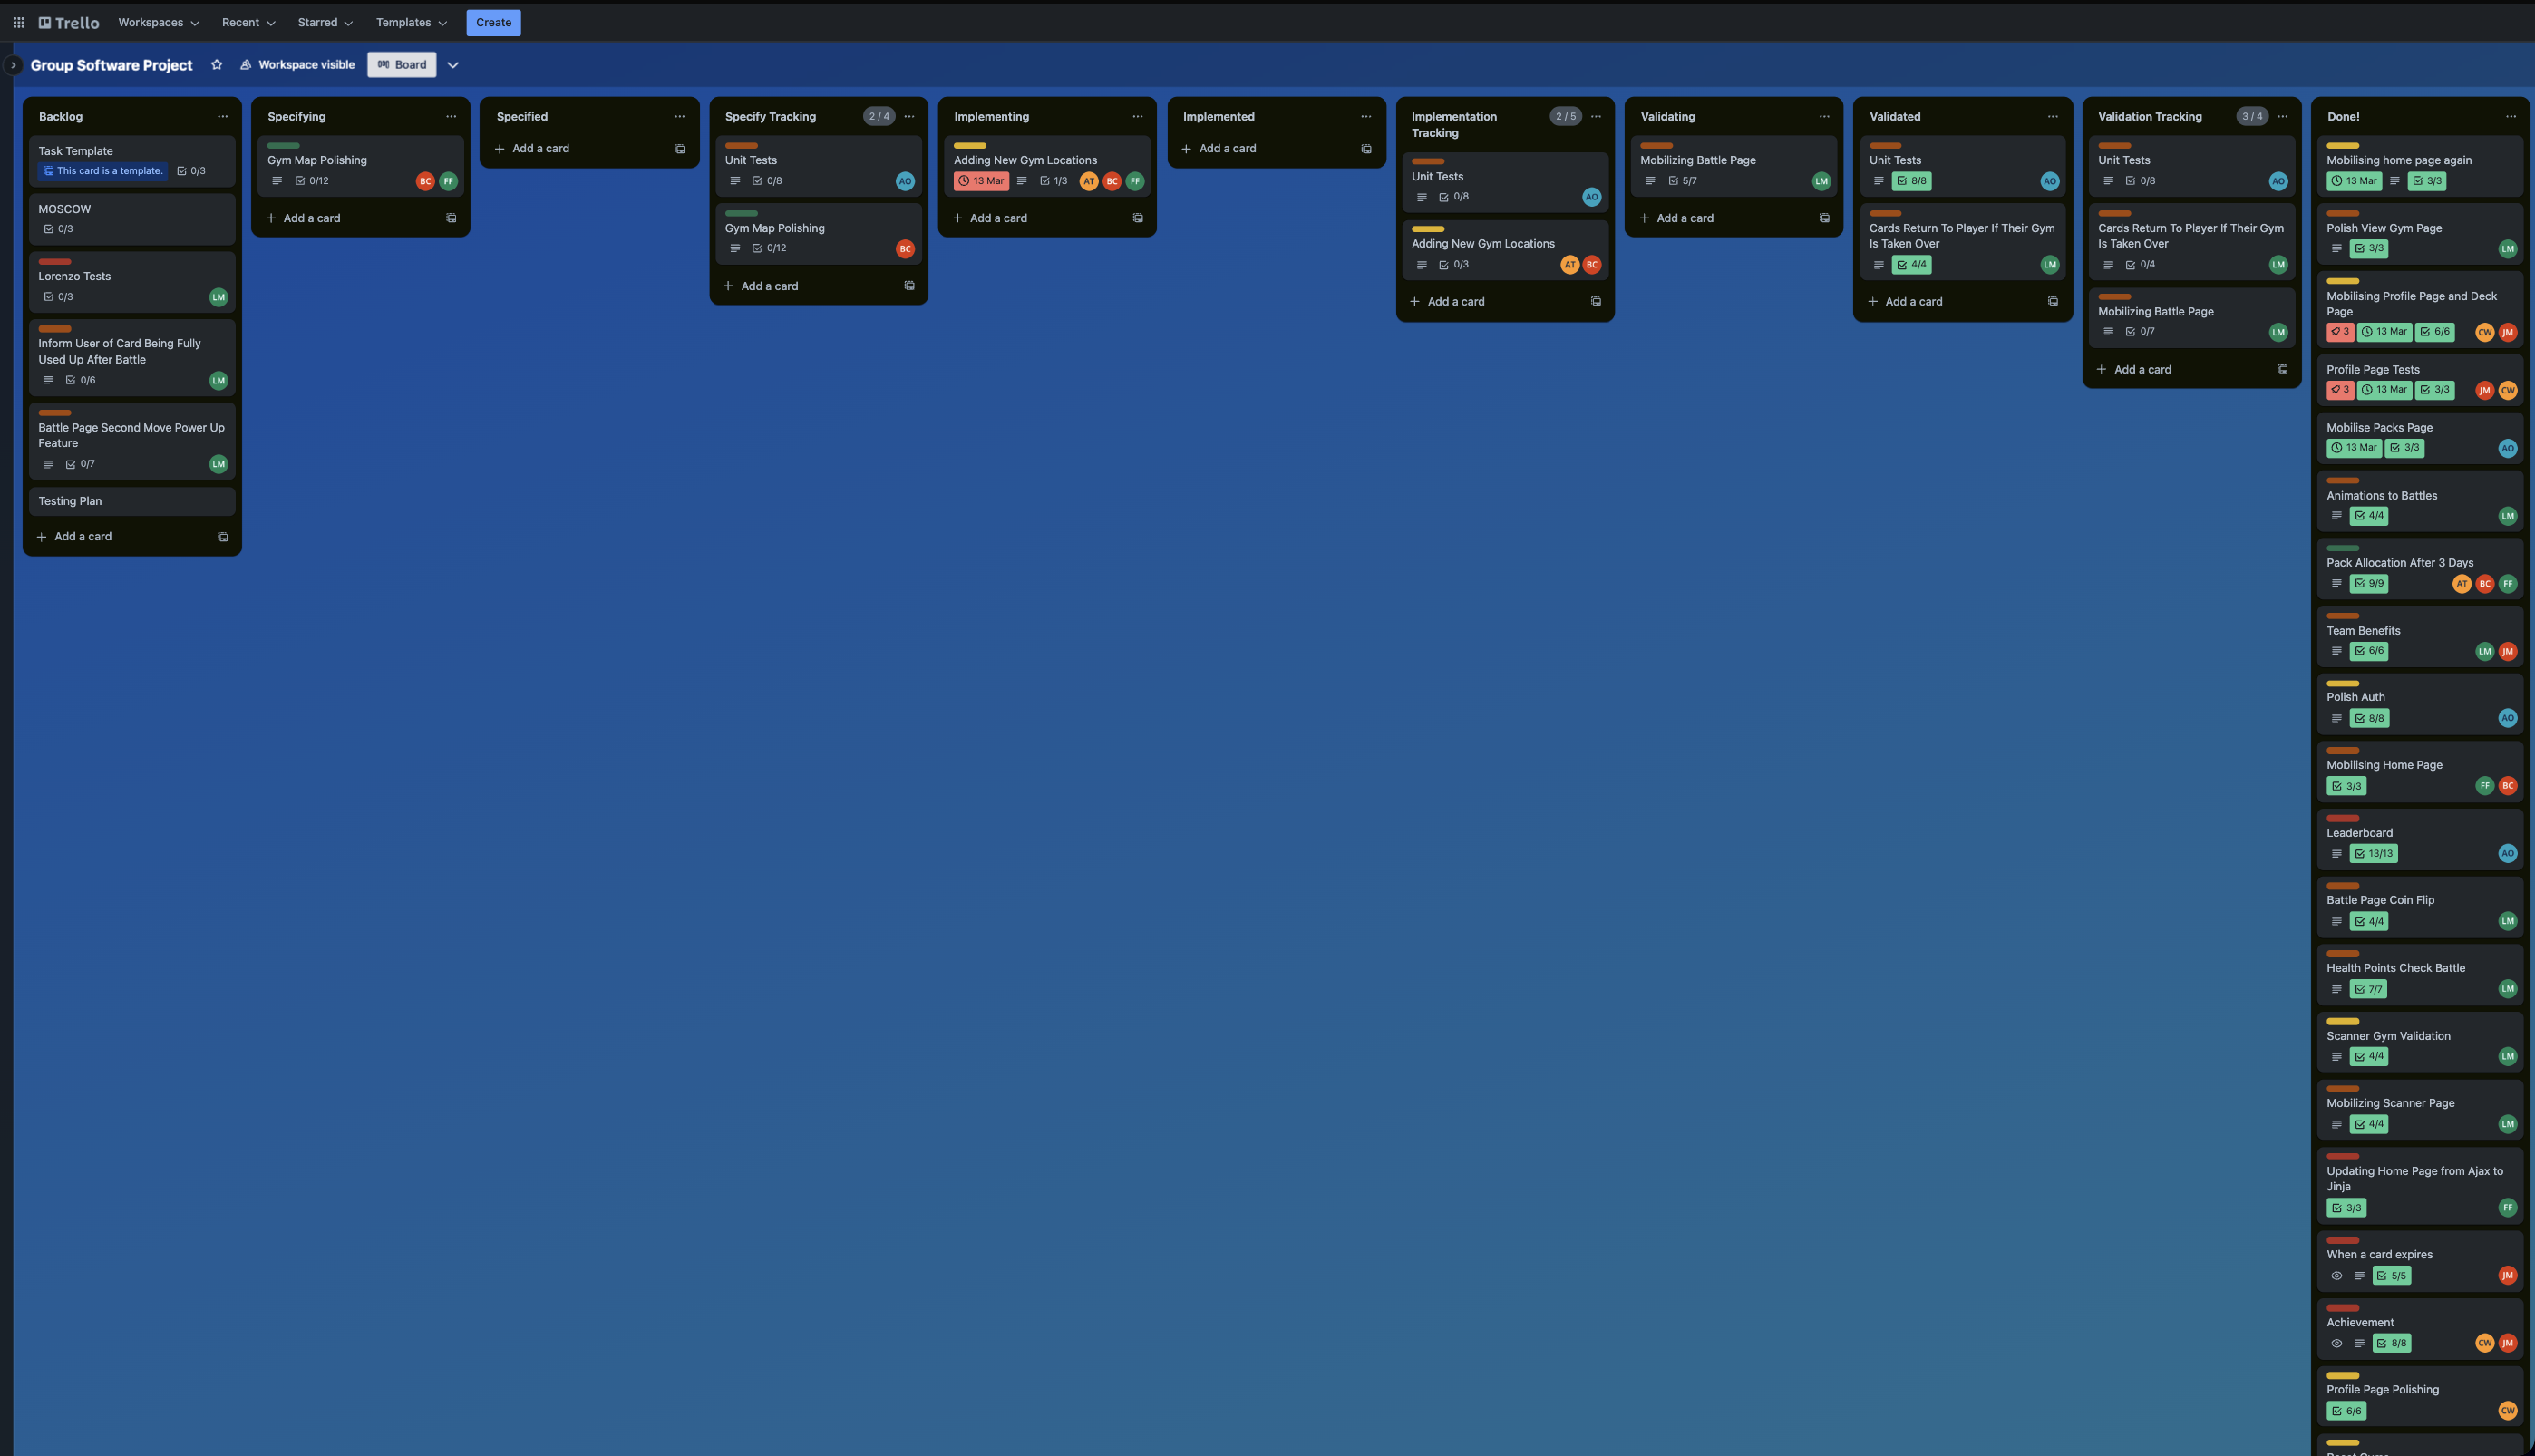 Trello
Workspaces
Recent
Starred
Templates
Create
Group Software Project
Workspace visible
Board
Backlog
Task Template
This card is a template.
0/3
MOSCOW
0/3
Lorenzo Tests
0/3
LM
Inform User of Card Being Fully
Used Up After Battle
0/6
LM
Battle Page Second Move Power Up
Feature
0/7
LM
Testing Plan
Add a card
Specifying
Gym Map Polishing
0/12
BC
FF
Add a card
Specified
Add a card
Specify Tracking
2 / 4
Unit Tests
0/8
AO
Gym Map Polishing
0/12
BC
Add a card
Implementing
Adding New Gym Locations
13 Mar
1/3
AT
BC
FF
Add a card
Implemented
Add a card
Implementation
Tracking
2 / 5
Unit Tests
0/8
AO
Adding New Gym Locations
0/3
AT
BC
Add a card
Validating
Mobilizing Battle Page
5/7
LM
Add a card
Validated
Unit Tests
8/8
AO
Cards Return To Player If Their Gym
Is Taken Over
4/4
LM
Add a card
Validation Tracking
3 / 4
Unit Tests
0/8
AO
Cards Return To Player If Their Gym
Is Taken Over
0/4
LM
Mobilizing Battle Page
0/7
LM
Add a card
Done!
Mobilising home page again
13 Mar
3/3
Polish View Gym Page
3/3
LM
Mobilising Profile Page and Deck
Page
3
13 Mar
6/6
CW
JM
Profile Page Tests
3
13 Mar
3/3
JM
CW
Mobilise Packs Page
13 Mar
3/3
AO
Animations to Battles
4/4
LM
Pack Allocation After 3 Days
9/9
AT
BC
FF
Team Benefits
6/6
LM
JM
Polish Auth
8/8
AO
Mobilising Home Page
3/3
FF
BC
Leaderboard
13/13
AO
Battle Page Coin Flip
4/4
LM
Health Points Check Battle
7/7
LM
Scanner Gym Validation
4/4
LM
Mobilizing Scanner Page
4/4
LM
Updating Home Page from Ajax to
Jinja
3/3
FF
When a card expires
5/5
JM
Achievement
8/8
CW
JM
Profile Page Polishing
6/6
CW